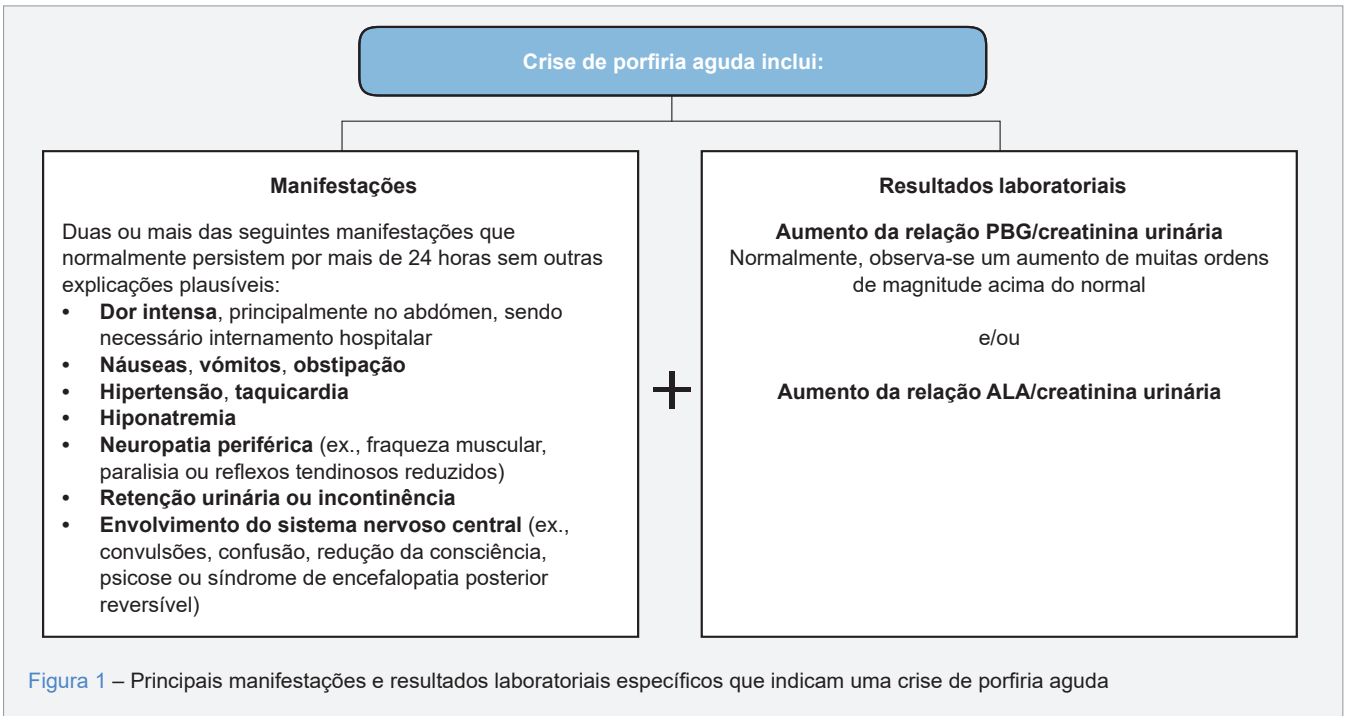 Crise de porfiria aguda inclui:
Manifestações
Duas ou mais das seguintes manifestações que
normalmente persistem por mais de 24 horas sem outras
explicações plausíveis:
• Dor intensa, principalmente no abdómen, sendo
necessário internamento hospitalar
• Náuseas, vómitos, obstipação
• Hipertensão, taquicardia
• Hiponatremia
• Neuropatia periférica (ex., fraqueza muscular,
paralisia ou reflexos tendinosos reduzidos)
• Retenção urinária ou incontinência
• Envolvimento do sistema nervoso central (ex.,
convulsões, confusão, redução da consciência,
psicose ou síndrome de encefalopatia posterior
reversível)
+
Resultados laboratoriais
Aumento da relação PBG/creatinina urinária
Normalmente, observa-se um aumento de muitas ordens
de magnitude acima do normal
e/ou
Aumento da relação ALA/creatinina urinária
Figura 1 – Principais manifestações e resultados laboratoriais específicos que indicam uma crise de porfiria aguda